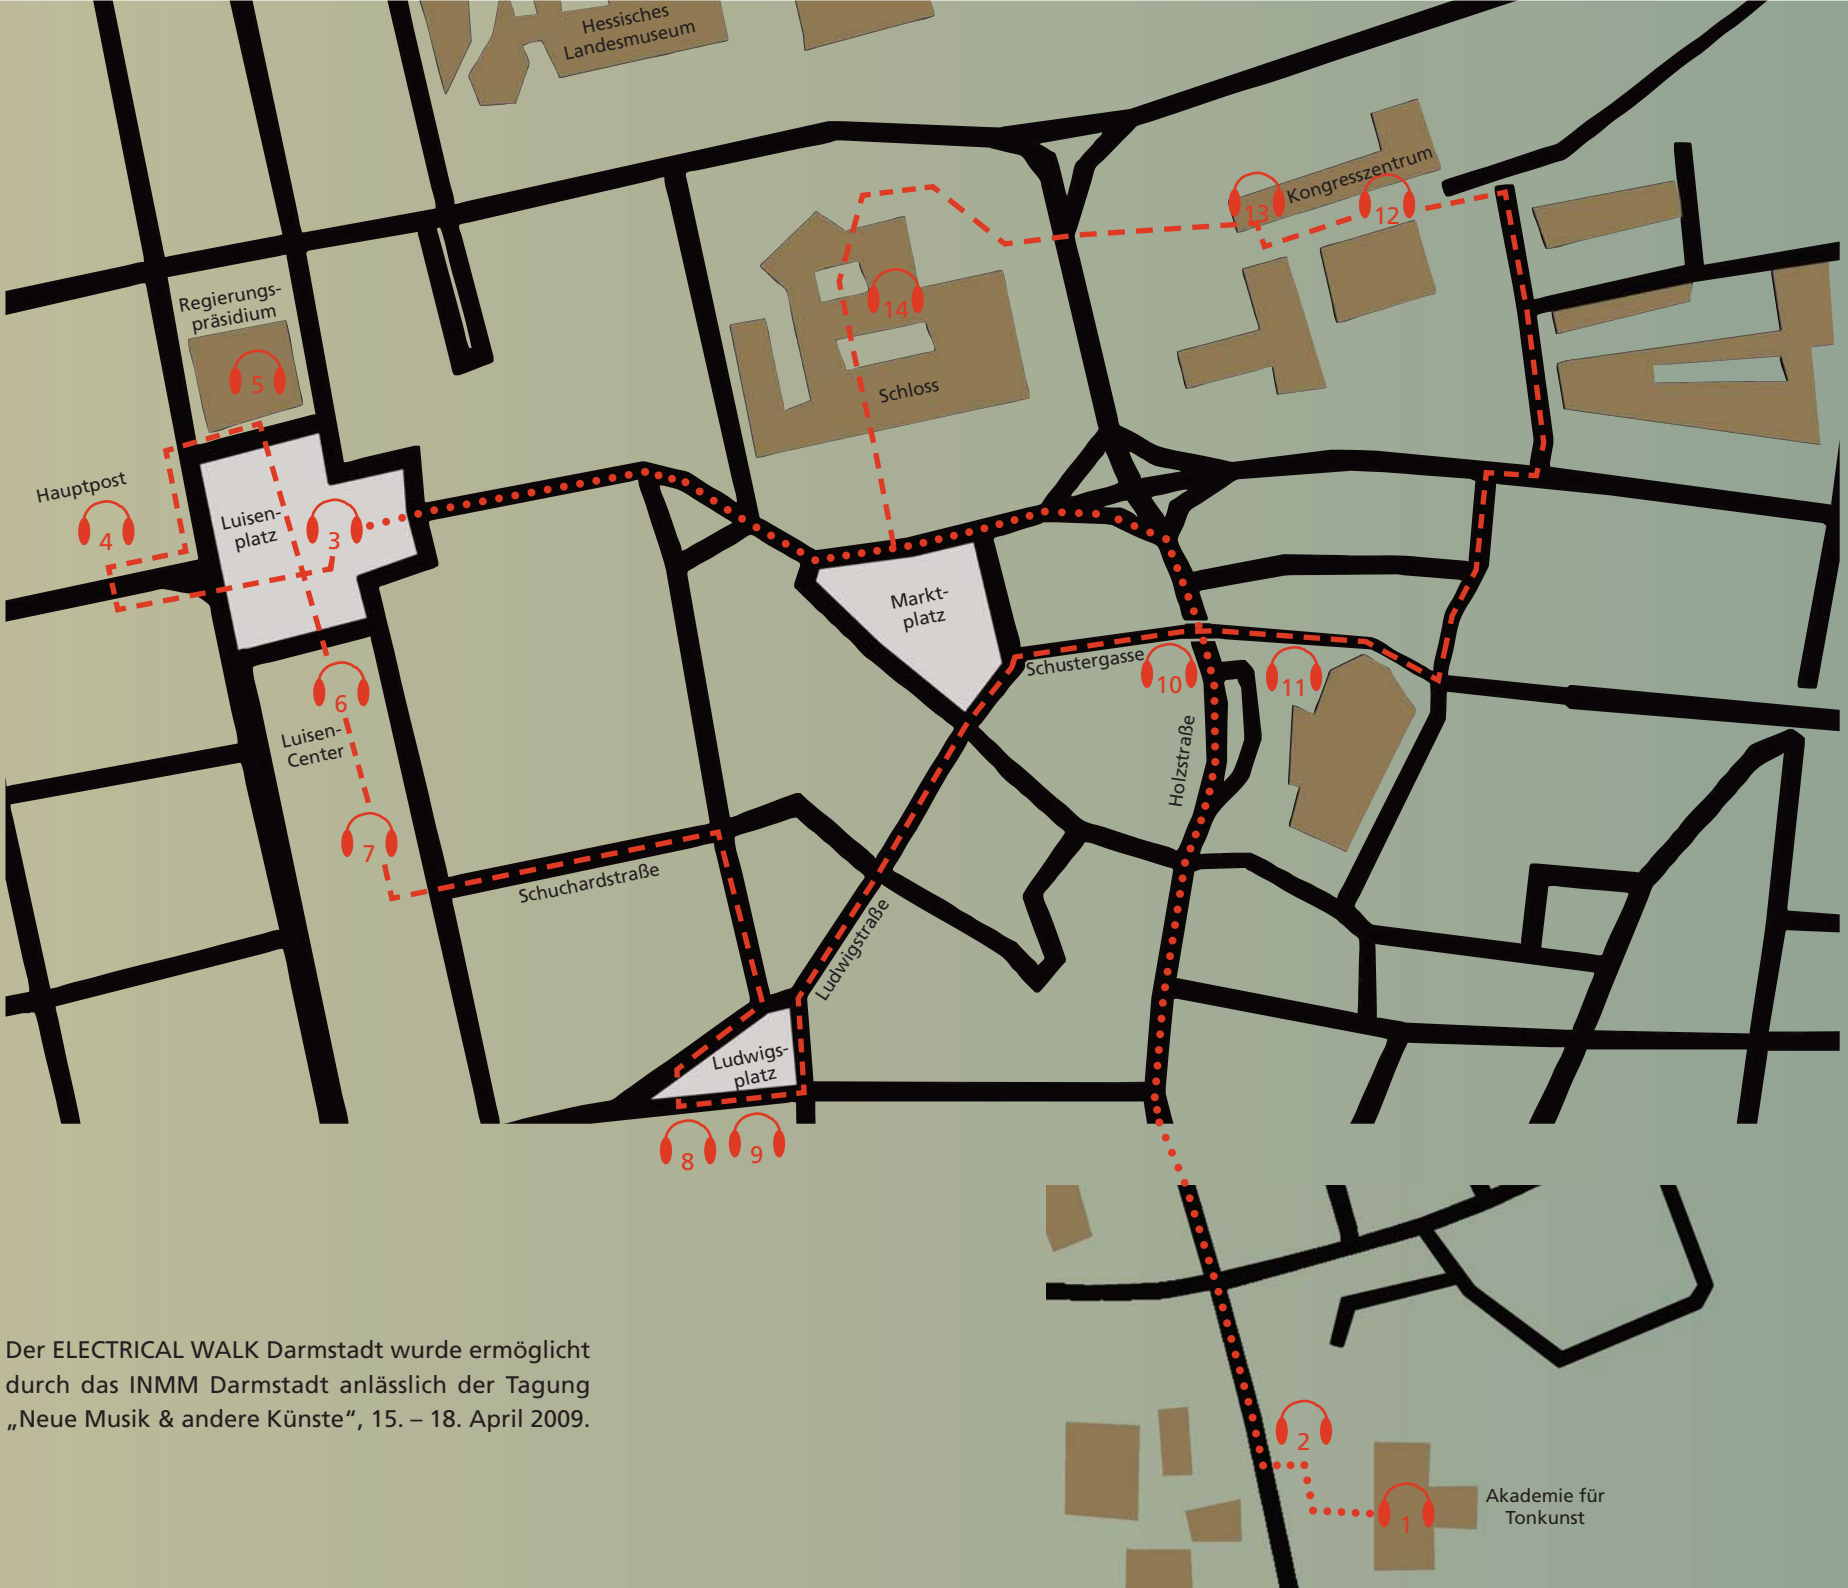 Hessisches
Landesmuseum
Kongresszentrum
13
12
Regierungs-
präsidium
14
5
Schloss
Hauptpost
Luisen-
platz
4
3
Markt-
platz
Schustergasse
10
11
6
Luisen-
Center
Holzstraße
7
Schuchardstraße
Ludwigstraße
Ludwigs-
platz
8
9
Der ELECTRICAL WALK Darmstadt wurde ermöglicht
durch das INMM Darmstadt anlässlich der Tagung
„Neue Musik & andere Künste“, 15. – 18. April 2009.
2
1
Akademie für
Tonkunst